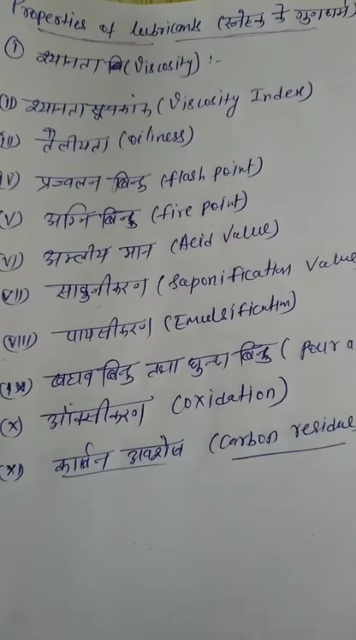 Properties of lubricants (स्नेहक के गुणधर्म)
(I) श्यानता (Viscosity) :-
(II) श्यानता सूचकांक (Viscosity Index)
(III) तैलीयता (Oiliness)
(IV) प्रज्वलन बिन्दु (flash point)
(V) अग्नि बिन्दु (fire point)
(VI) अम्लीय मान (Acid Value)
(VII) साबुनीकरण (Saponification Value
(VIII) पायसीकरण (Emulsification)
(IX) बहाव बिन्दु तथा धुन्ध बिन्दु (Pour a
(X) ऑक्सीकरण (Oxidation)
(XI) कार्बन अवशेष (Carbon residue